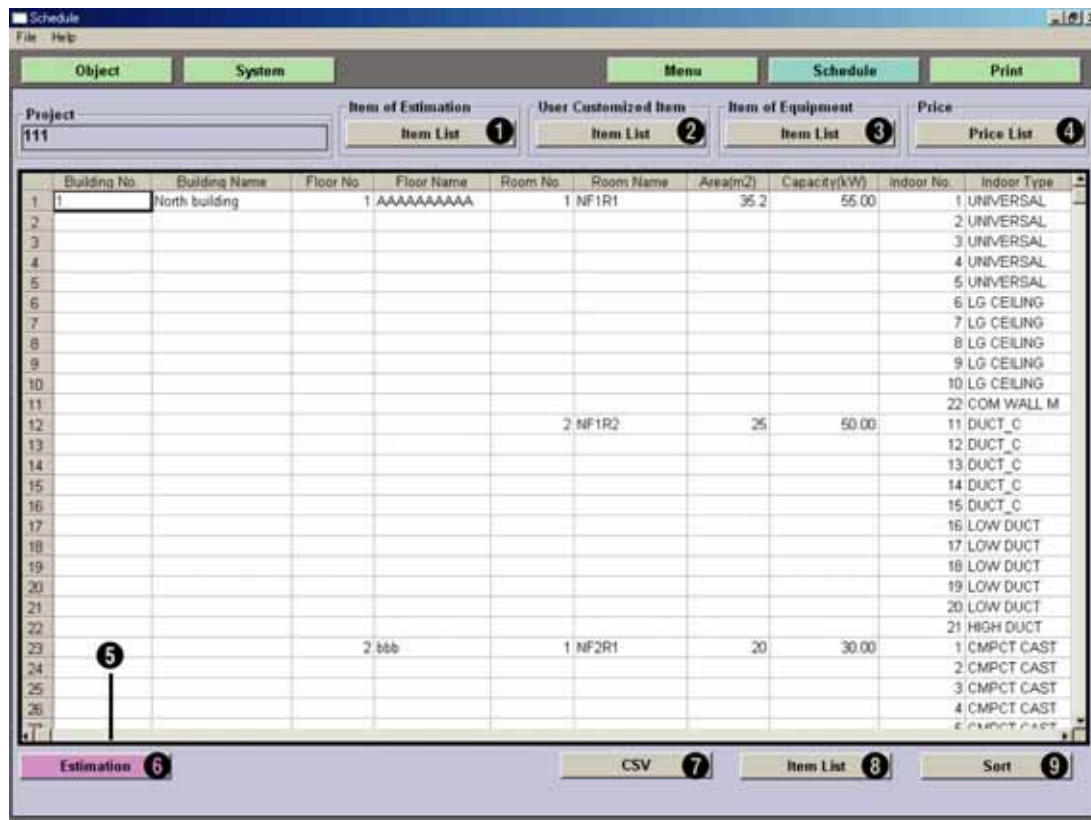 Schedule
File Help
Object System Menu Schedule Print
Project Item of Estimation User Customized Item Item of Equipment Price
111 Item List 1 Item List 2 Item List 3 Price List 4
Building No. Building Name Floor No. Floor Name Room No. Room Name Area(m2) Capacity(kW) Indoor No. Indoor Type
1 1 North building 1 AAAAAAAAAA 1 NF1R1 35.2 55.00 1 UNIVERSAL
2 2 UNIVERSAL
3 3 UNIVERSAL
4 4 UNIVERSAL
5 5 UNIVERSAL
6 6 LG CEILING
7 7 LG CEILING
8 8 LG CEILING
9 9 LG CEILING
10 10 LG CEILING
11 22 COM WALL M
12 2 NF1R2 25 50.00 11 DUCT_C
13 12 DUCT_C
14 13 DUCT_C
15 14 DUCT_C
16 15 DUCT_C
17 16 LOW DUCT
18 17 LOW DUCT
19 18 LOW DUCT
20 19 LOW DUCT
21 20 LOW DUCT
22 21 HIGH DUCT
23 2 bbb 1 NF2R1 20 30.00 1 CMPCT CAST
24 2 CMPCT CAST
25 3 CMPCT CAST
26 4 CMPCT CAST
5
Estimation 6 CSV 7 Item List 8 Sort 9